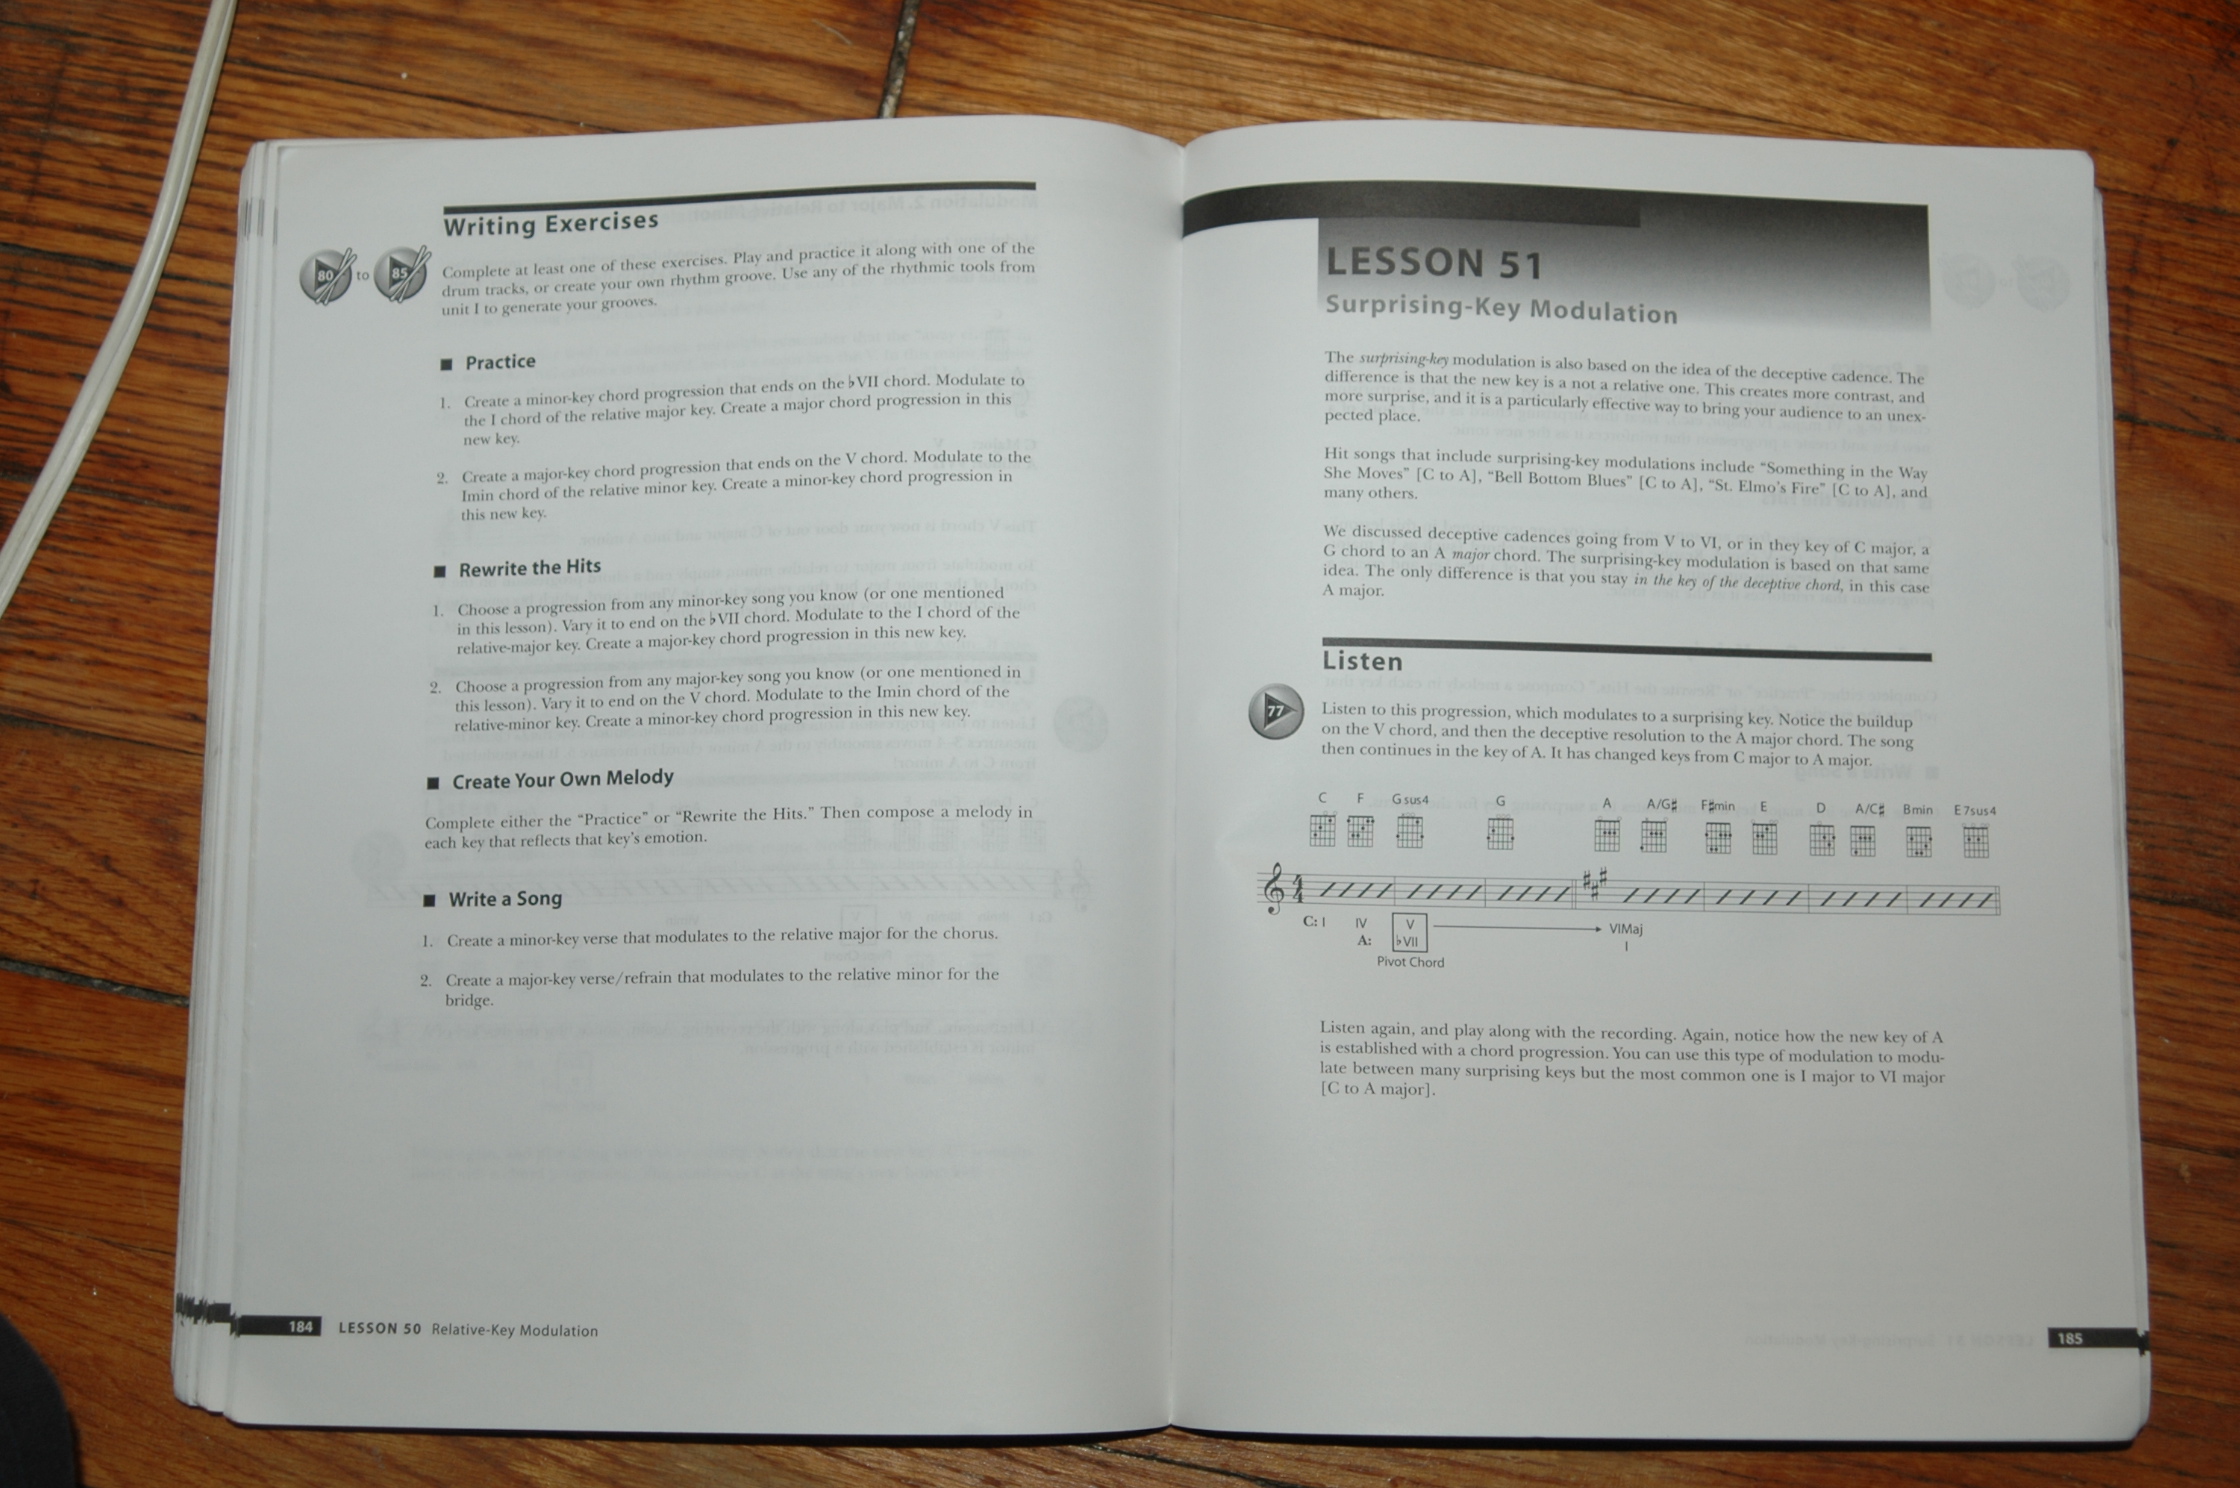 Writing Exercises
80 to 85
Complete at least one of these exercises. Play and practice it along with one of the
drum tracks, or create your own rhythm groove. Use any of the rhythmic tools from
unit I to generate your grooves.
■ Practice
1. Create a minor-key chord progression that ends on the ♭VII chord. Modulate to
the I chord of the relative major key. Create a major chord progression in this
new key.
2. Create a major-key chord progression that ends on the V chord. Modulate to the
Imin chord of the relative minor key. Create a minor-key chord progression in
this new key.
■ Rewrite the Hits
1. Choose a progression from any minor-key song you know (or one mentioned
in this lesson). Vary it to end on the ♭VII chord. Modulate to the I chord of the
relative-major key. Create a major-key chord progression in this new key.
2. Choose a progression from any major-key song you know (or one mentioned in
this lesson). Vary it to end on the V chord. Modulate to the Imin chord of the
relative-minor key. Create a minor-key chord progression in this new key.
■ Create Your Own Melody
Complete either the “Practice” or “Rewrite the Hits.” Then compose a melody in
each key that reflects that key’s emotion.
■ Write a Song
1. Create a minor-key verse that modulates to the relative major for the chorus.
2. Create a major-key verse/refrain that modulates to the relative minor for the
bridge.
184 LESSON 50 Relative-Key Modulation
LESSON 51
Surprising-Key Modulation
The surprising-key modulation is also based on the idea of the deceptive cadence. The
difference is that the new key is a not a relative one. This creates more contrast, and
more surprise, and it is a particularly effective way to bring your audience to an unex-
pected place.
Hit songs that include surprising-key modulations include “Something in the Way
She Moves” [C to A], “Bell Bottom Blues” [C to A], “St. Elmo’s Fire” [C to A], and
many others.
We discussed deceptive cadences going from V to VI, or in they key of C major, a
G chord to an A major chord. The surprising-key modulation is based on that same
idea. The only difference is that you stay in the key of the deceptive chord, in this case
A major.
Listen
77
Listen to this progression, which modulates to a surprising key. Notice the buildup
on the V chord, and then the deceptive resolution to the A major chord. The song
then continues in the key of A. It has changed keys from C major to A major.
C F Gsus4 G A A/G♯ F♯min E D A/C♯ Bmin E7sus4
4
4
C: I IV V VIMaj
A: ♭VII I
Pivot Chord
Listen again, and play along with the recording. Again, notice how the new key of A
is established with a chord progression. You can use this type of modulation to modu-
late between many surprising keys but the most common one is I major to VI major
[C to A major].
185